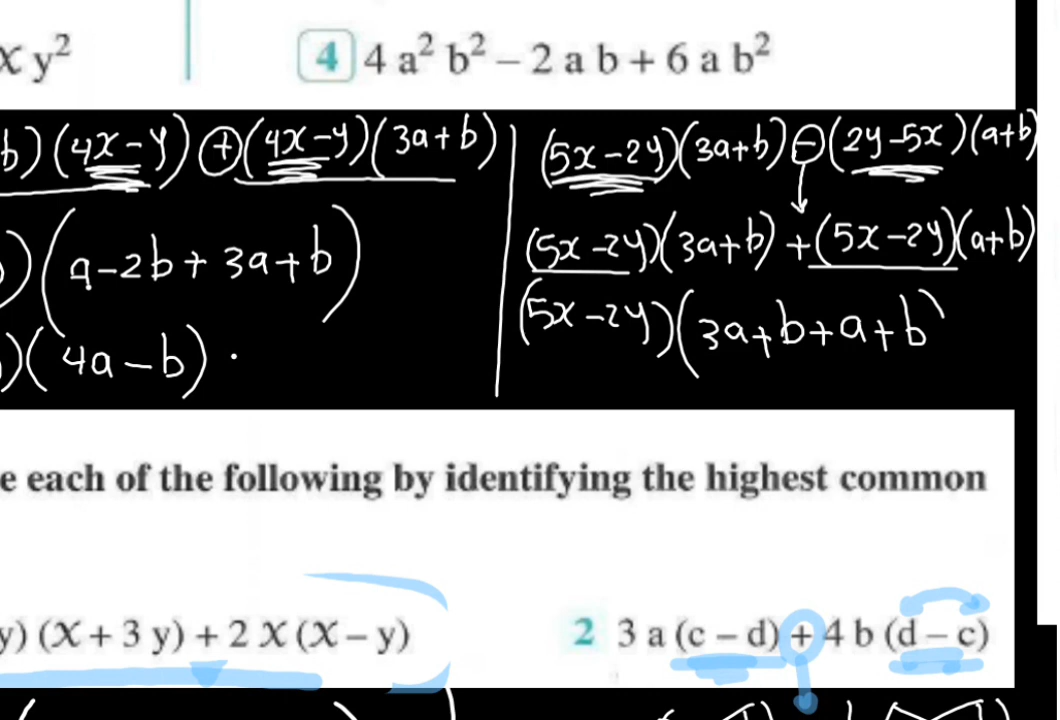 x y²
4 4 a² b² – 2 a b + 6 a b²
b)(4x-y)⊕(4x-y)(3a+b)
)(a-2b+3a+b)
)(4a-b).
(5x-2y)(3a+b)⊖(2y-5x)(a+b)
(5x-2y)(3a+b)+(5x-2y)(a+b)
(5x-2y)(3a+b+a+b)
e each of the following by identifying the highest common
y) (X + 3 y) + 2 X (X – y)
2 3 a (c – d) + 4 b (d – c)